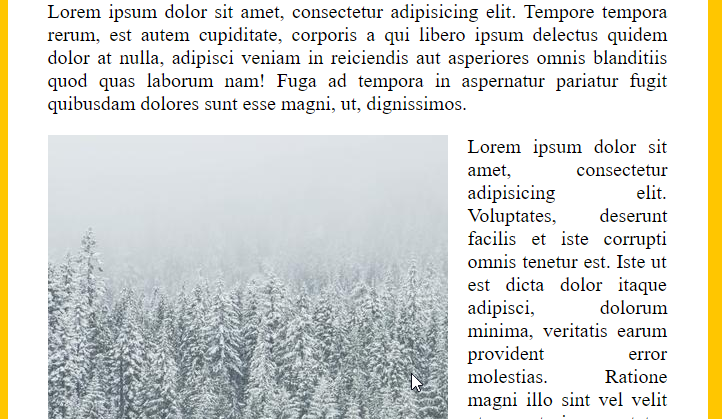 Lorem ipsum dolor sit amet, consectetur adipisicing elit. Tempore tempora
rerum, est autem cupiditate, corporis a qui libero ipsum delectus quidem
dolor at nulla, adipisci veniam in reiciendis aut asperiores omnis blanditiis
quod quas laborum nam! Fuga ad tempora in aspernatur pariatur fugit
quibusdam dolores sunt esse magni, ut, dignissimos.
Lorem ipsum dolor sit
amet, consectetur
adipisicing elit.
Voluptates, deserunt
facilis et iste corrupti
omnis tenetur est. Iste ut
est dicta dolor itaque
adipisci, dolorum
minima, veritatis earum
provident error
molestias. Ratione
magni illo sint vel velit